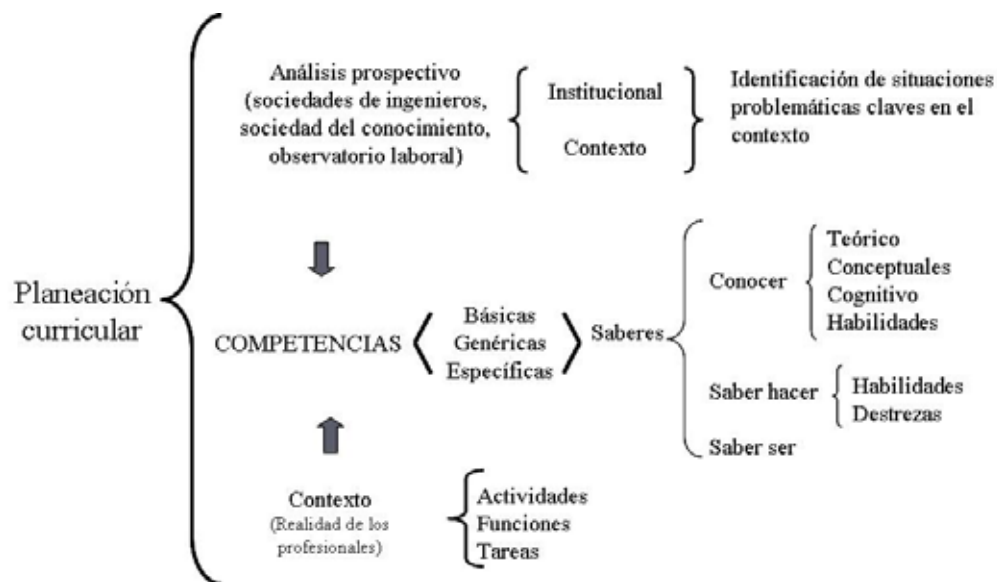 Planeación
curricular
Análisis prospectivo
(sociedades de ingenieros,
sociedad del conocimiento,
observatorio laboral)
Institucional
Contexto
Identificación de situaciones
problemáticas claves en el
contexto
COMPETENCIAS
Básicas
Genéricas
Específicas
Saberes
Conocer
Teórico
Conceptuales
Cognitivo
Habilidades
Saber hacer
Habilidades
Destrezas
Saber ser
Contexto
(Realidad de los
profesionales)
Actividades
Funciones
Tareas